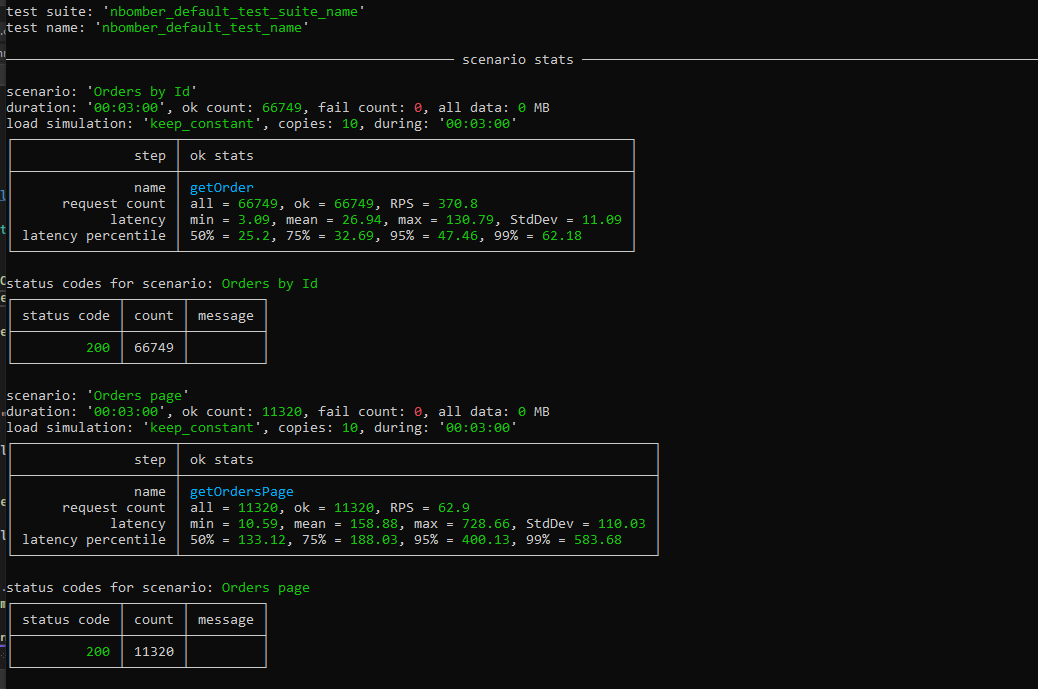 test suite: 'nbomber_default_test_suite_name'
test name: 'nbomber_default_test_name'
scenario stats
scenario: 'Orders by Id'
duration: '00:03:00', ok count: 66749, fail count: 0, all data: 0 MB
load simulation: 'keep_constant', copies: 10, during: '00:03:00'
step ok stats
name getOrder
request count all = 66749, ok = 66749, RPS = 370.8
latency min = 3.09, mean = 26.94, max = 130.79, StdDev = 11.09
latency percentile 50% = 25.2, 75% = 32.69, 95% = 47.46, 99% = 62.18
status codes for scenario: Orders by Id
status code count message
200 66749
scenario: 'Orders page'
duration: '00:03:00', ok count: 11320, fail count: 0, all data: 0 MB
load simulation: 'keep_constant', copies: 10, during: '00:03:00'
step ok stats
name getOrdersPage
request count all = 11320, ok = 11320, RPS = 62.9
latency min = 10.59, mean = 158.88, max = 728.66, StdDev = 110.03
latency percentile 50% = 133.12, 75% = 188.03, 95% = 400.13, 99% = 583.68
status codes for scenario: Orders page
status code count message
200 11320